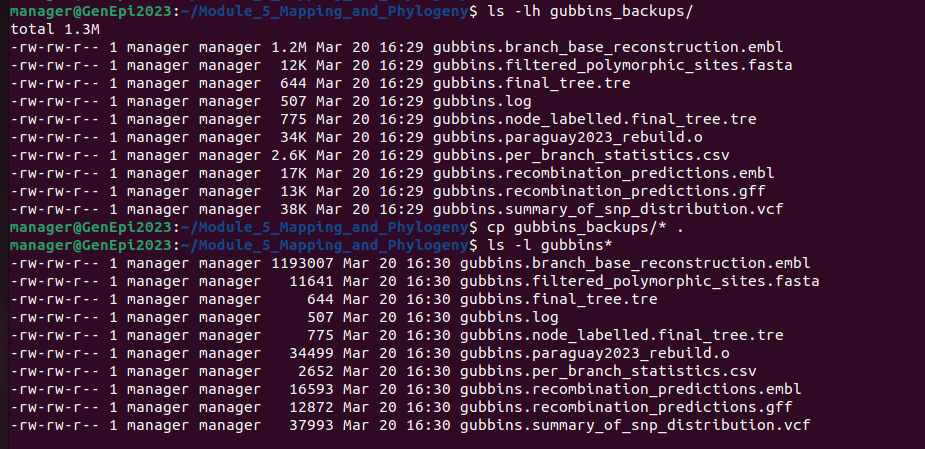 manager@GenEpi2023:~/Module_5_Mapping_and_Phylogeny$ ls -lh gubbins_backups/
total 1.3M
-rw-rw-r-- 1 manager manager 1.2M Mar 20 16:29 gubbins.branch_base_reconstruction.embl
-rw-rw-r-- 1 manager manager  12K Mar 20 16:29 gubbins.filtered_polymorphic_sites.fasta
-rw-rw-r-- 1 manager manager  644 Mar 20 16:29 gubbins.final_tree.tre
-rw-rw-r-- 1 manager manager  507 Mar 20 16:29 gubbins.log
-rw-rw-r-- 1 manager manager  775 Mar 20 16:29 gubbins.node_labelled.final_tree.tre
-rw-rw-r-- 1 manager manager  34K Mar 20 16:29 gubbins.paraguay2023_rebuild.o
-rw-rw-r-- 1 manager manager 2.6K Mar 20 16:29 gubbins.per_branch_statistics.csv
-rw-rw-r-- 1 manager manager  17K Mar 20 16:29 gubbins.recombination_predictions.embl
-rw-rw-r-- 1 manager manager  13K Mar 20 16:29 gubbins.recombination_predictions.gff
-rw-rw-r-- 1 manager manager  38K Mar 20 16:29 gubbins.summary_of_snp_distribution.vcf
manager@GenEpi2023:~/Module_5_Mapping_and_Phylogeny$ cp gubbins_backups/* .
manager@GenEpi2023:~/Module_5_Mapping_and_Phylogeny$ ls -l gubbins*
-rw-rw-r-- 1 manager manager 1193007 Mar 20 16:30 gubbins.branch_base_reconstruction.embl
-rw-rw-r-- 1 manager manager   11641 Mar 20 16:30 gubbins.filtered_polymorphic_sites.fasta
-rw-rw-r-- 1 manager manager     644 Mar 20 16:30 gubbins.final_tree.tre
-rw-rw-r-- 1 manager manager     507 Mar 20 16:30 gubbins.log
-rw-rw-r-- 1 manager manager     775 Mar 20 16:30 gubbins.node_labelled.final_tree.tre
-rw-rw-r-- 1 manager manager   34499 Mar 20 16:30 gubbins.paraguay2023_rebuild.o
-rw-rw-r-- 1 manager manager    2652 Mar 20 16:30 gubbins.per_branch_statistics.csv
-rw-rw-r-- 1 manager manager   16593 Mar 20 16:30 gubbins.recombination_predictions.embl
-rw-rw-r-- 1 manager manager   12872 Mar 20 16:30 gubbins.recombination_predictions.gff
-rw-rw-r-- 1 manager manager   37993 Mar 20 16:30 gubbins.summary_of_snp_distribution.vcf